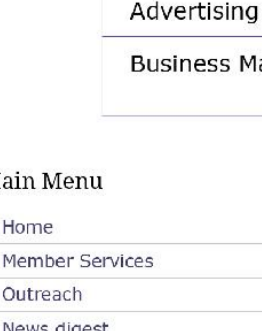 Advertising
Business Ma
ain Menu
Home
Member Services
Outreach
News digest